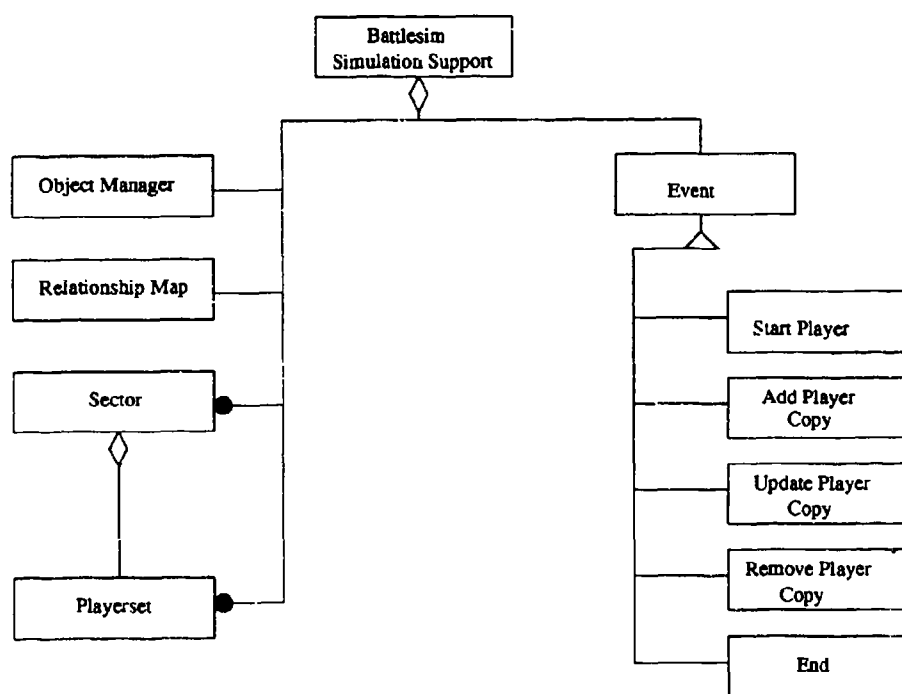 Battlesim
Simulation Support
Object Manager
Event
Relationship Map
Start Player
Sector
Add Player
Copy
Update Player
Copy
Remove Player
Copy
Playerset
End